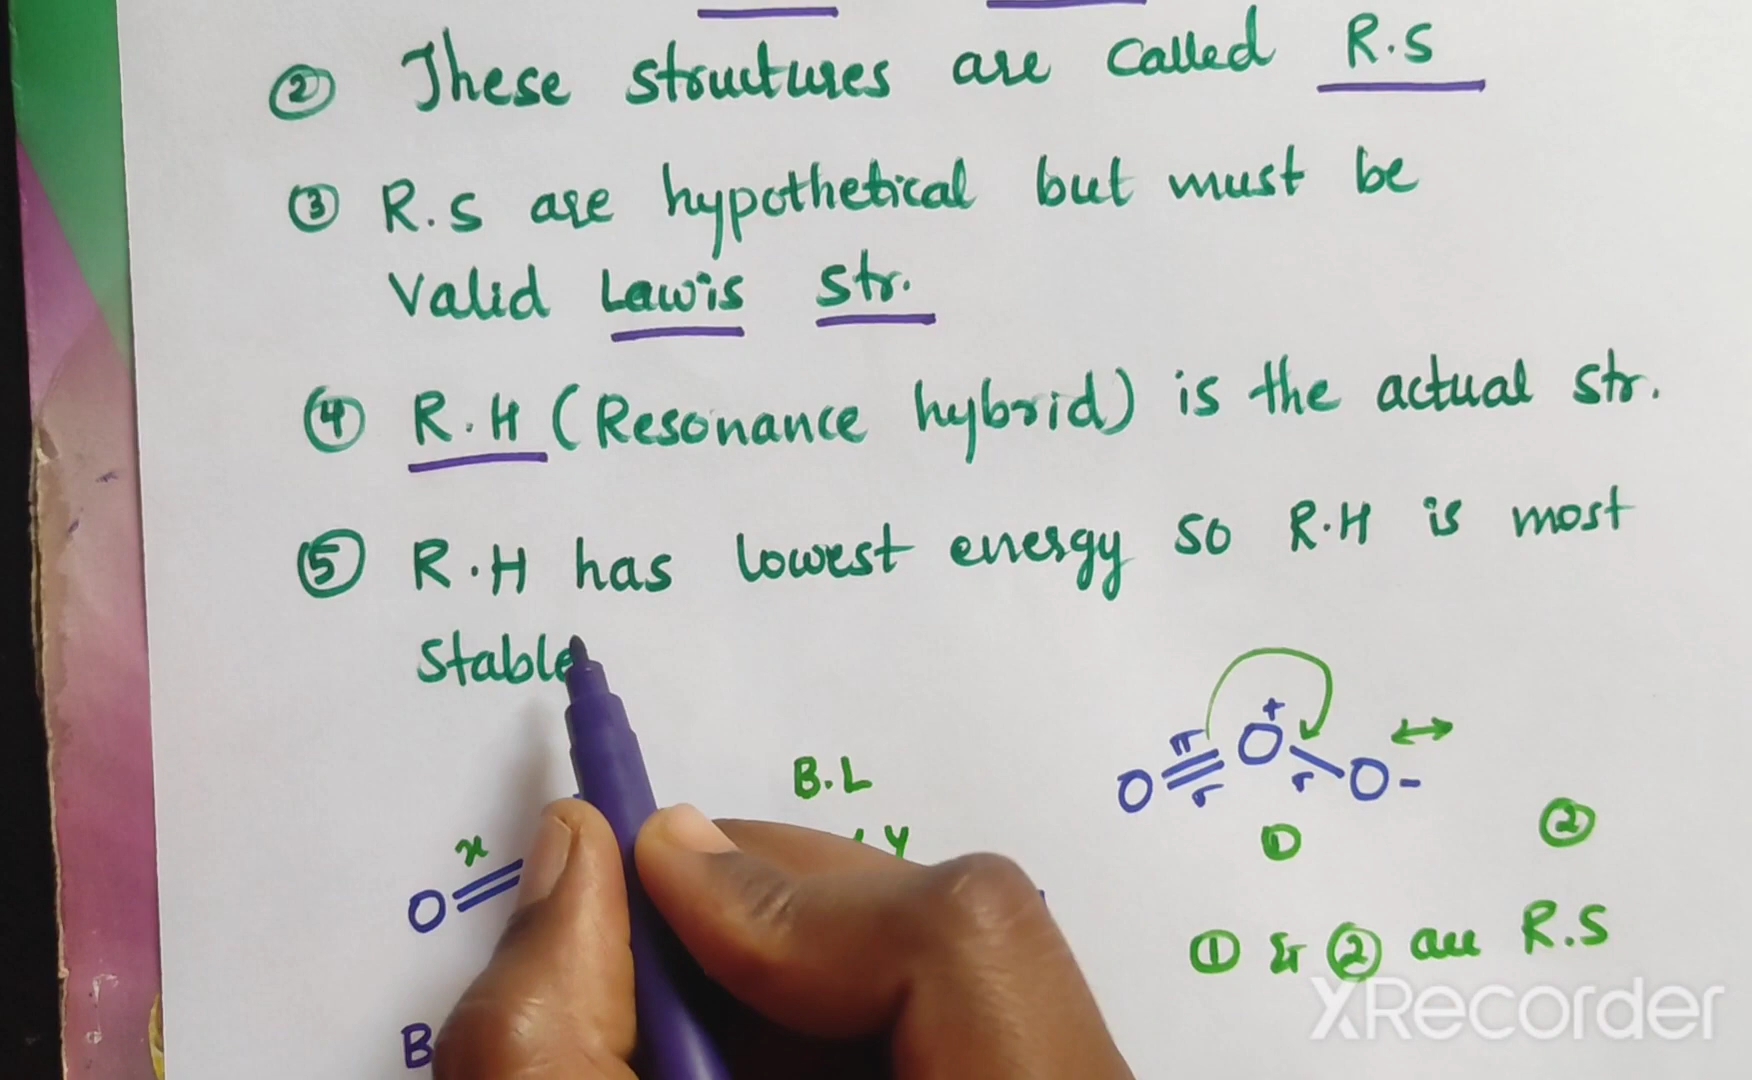 ② These structures are called R.S
③ R.S are hypothetical but must be
Valid Lawis str.
④ R.H (Resonance hybrid) is the actual str.
⑤ R.H has lowest energy so R.H is most
stable
B.L
x
O
y
π
O +
O
σ
σ
O -
↔
①
②
① & ② are R.S
B
XRecorder